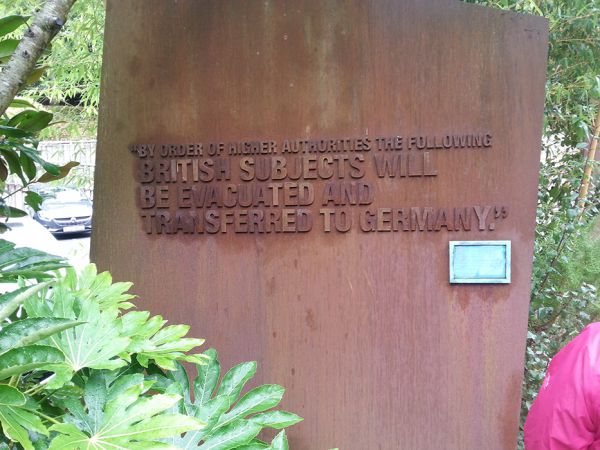 "BY ORDER OF HIGHER AUTHORITIES THE FOLLOWING
BRITISH SUBJECTS WILL
BE EVACUATED AND
TRANSFERRED TO GERMANY."